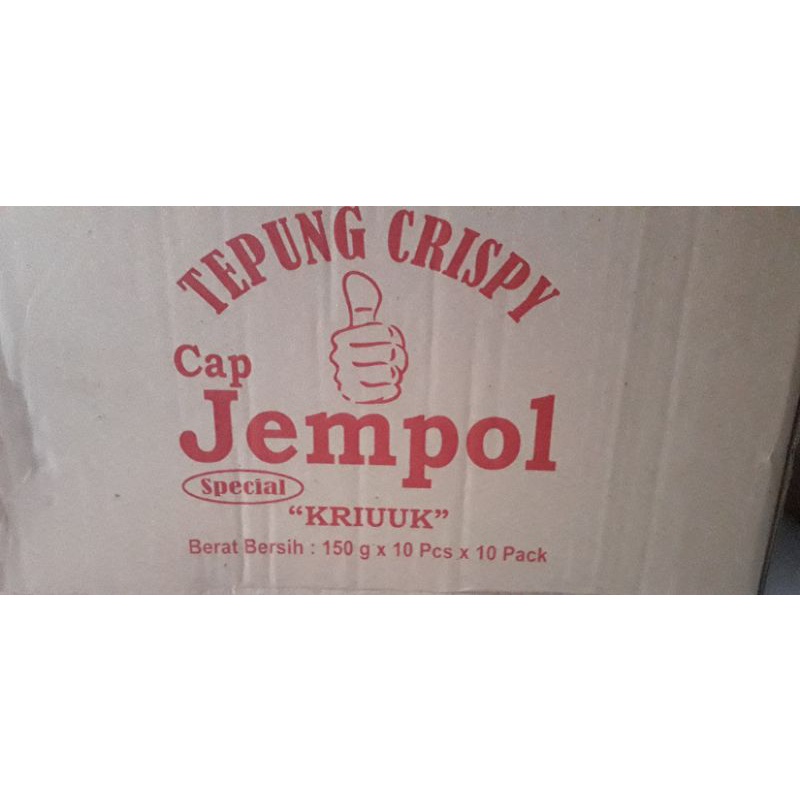 TEPUNG CRISPY
Cap
Jempol
Special
“KRIUUK”
Berat Bersih : 150 g x 10 Pcs x 10 Pack